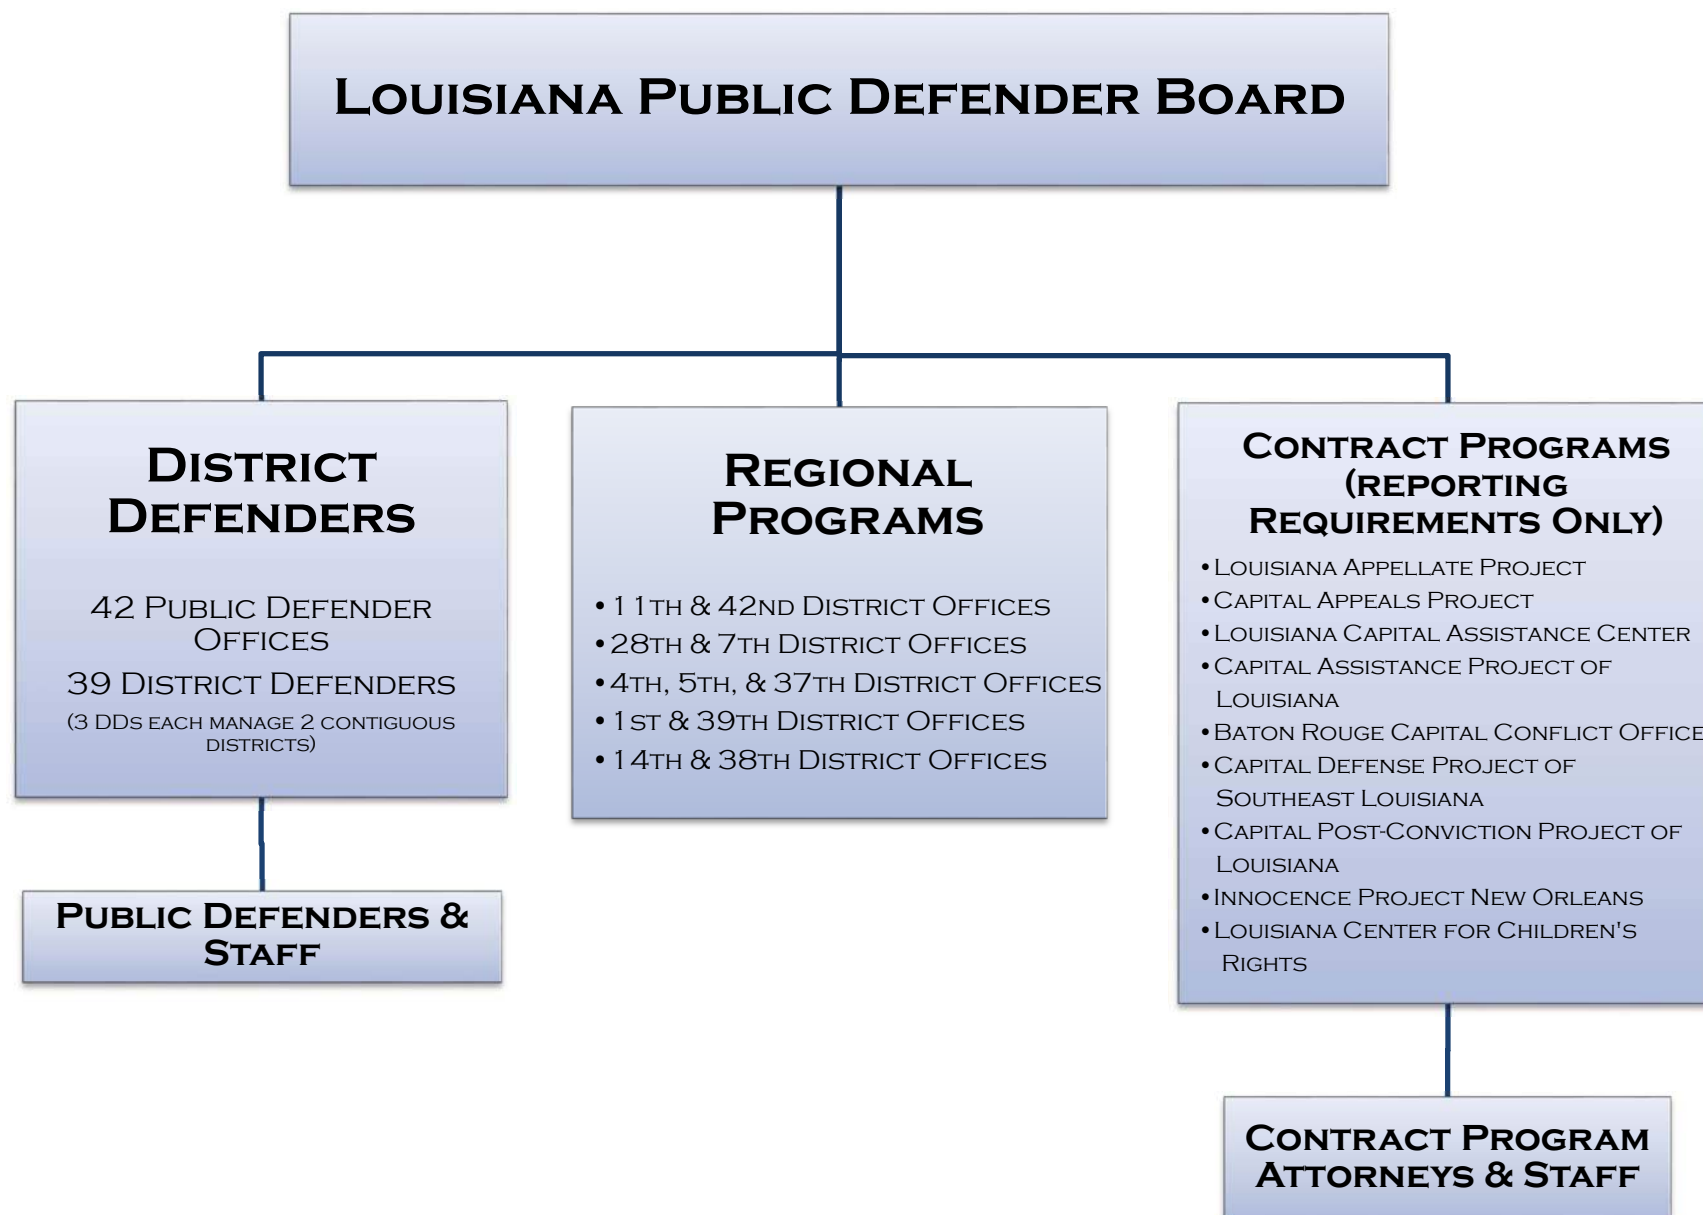 Louisiana Public Defender Board
District
Defenders
42 Public Defender
Offices
39 District Defenders
(3 DDs each manage 2 contiguous
districts)
Public Defenders &
Staff
Regional
Programs
• 11th & 42nd District Offices
• 28th & 7th District Offices
• 4th, 5th, & 37th District Offices
• 1st & 39th District Offices
• 14th & 38th District Offices
Contract Programs
(reporting
Requirements Only)
• Louisiana Appellate Project
• Capital Appeals Project
• Louisiana Capital Assistance Center
• Capital Assistance Project of
Louisiana
• Baton Rouge Capital Conflict Office
• Capital Defense Project of
Southeast Louisiana
• Capital Post-Conviction Project of
Louisiana
• Innocence Project New Orleans
• Louisiana Center for Children's
Rights
Contract Program
Attorneys & Staff